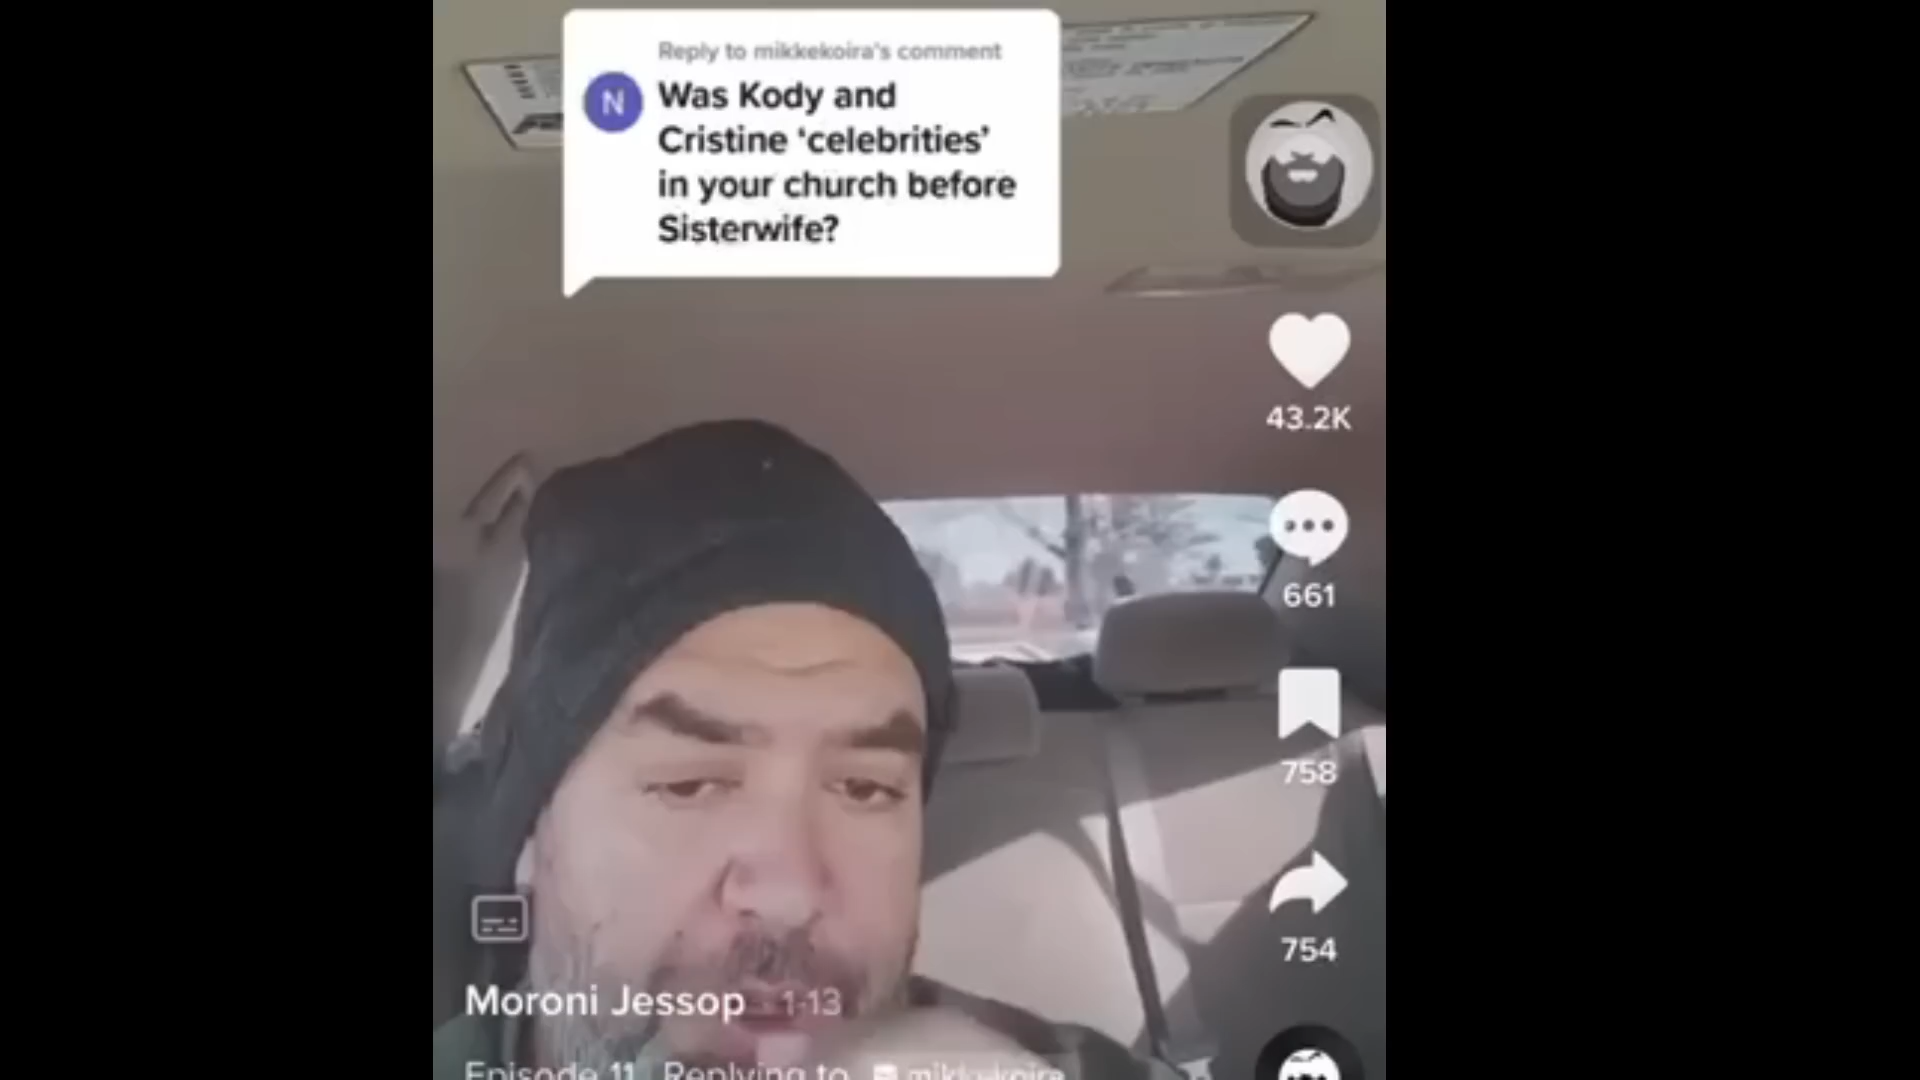 Reply to mikkekoira's comment
N
Was Kody and
Cristine ‘celebrities’
in your church before
Sisterwife?
43.2K
661
758
754
Moroni Jessop · 1-13
Episode 11 Replying to